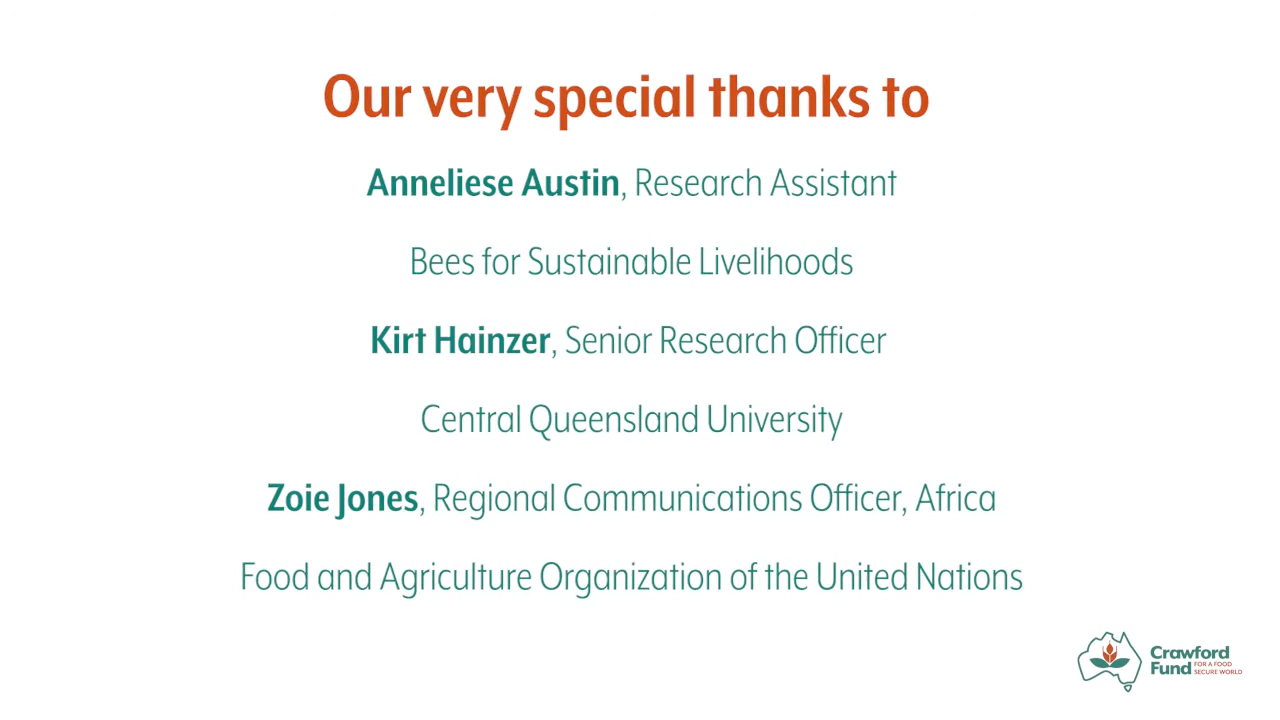 Our very special thanks to
Anneliese Austin, Research Assistant
Bees for Sustainable Livelihoods
Kirt Hainzer, Senior Research Officer
Central Queensland University
Zoie Jones, Regional Communications Officer, Africa
Food and Agriculture Organization of the United Nations
Crawford
Fund
FOR A FOOD
SECURE WORLD